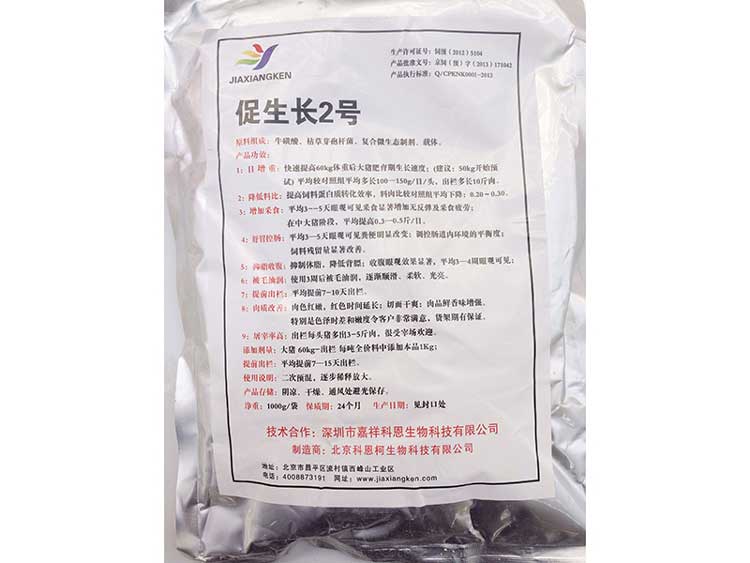 JIAXIANGKEN
生产许可证号：饲预（2012）5104
产品批准文号：京饲（预）字（2013）171042
产品执行标准：Q/CPKNK0001-2012
促生长2号
原料组成：牛磺酸、枯草芽孢杆菌、复合微生态制剂、载体。
产品功效：
1：日 增 重：快速提高60kg体重后大猪肥育期生长速度；（建议：50kg开始预
试）平均较对照组平均多长100—150g/日/头，出栏多长10斤肉。
2：降低料比：提高饲料蛋白质转化效率，料肉比较对照组平均下降：0.20－0.30。
3：增加采食：平均3--5天眼观可见采食显著增加无反弹及采食疲劳；
在中大猪阶段，平均提高0.3—0.5斤/日。
4：好胃控肠：平均3—5天眼观可见粪便明显改变；调控肠道内环境的平衡度；
饲料残留量显著改善。
5：抑脂收腹：抑制体脂，降低背膘；收腹眼观效果显著，平均3—4周眼观可见；
6：被毛油润：使用3周后被毛油润，逐渐顺滑、柔软、光亮。
7：提前出栏：平均提前7-10天出栏。
8：肉质改善：肉色红嫩，红色时间延长；切面干爽；肉品鲜香味增强。
特别是色泽时差和嫩度令客户非常满意，货架期有保证。
9：屠宰率高：出栏每头猪多出3-5斤肉，很受宰场欢迎。
添加剂量：大猪 60kg-出栏 每吨全价料中添加本品1Kg；
提前出栏：平均提前7—15天出栏。
使用说明：二次预混，逐步稀释放大。
产品存储：阴凉、干燥、通风处避光保存。
净重：1000g/袋 保质期：24个月 生产日期：见封口处
技术合作：深圳市嘉祥科恩生物科技有限公司
制造商：北京科恩柯生物科技有限公司
地址：北京市昌平区流村镇西峰山工业区
电话：4008873191 网址：www.jiaxiangken.com